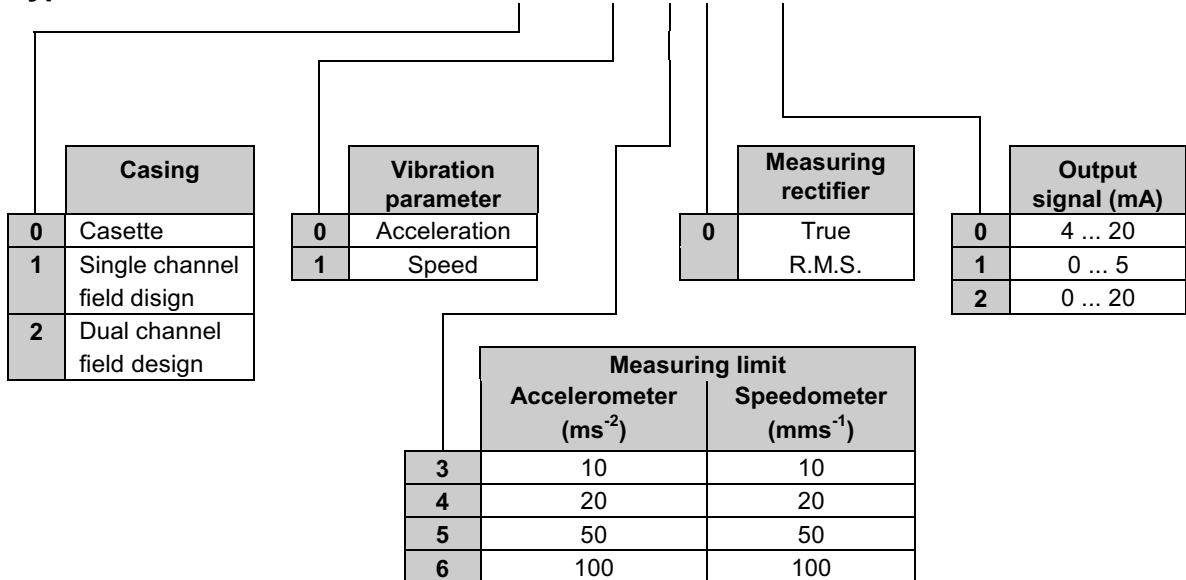 Casing
0 Casette
1 Single channel
field disign
2 Dual channel
field design
Vibration
parameter
0 Acceleration
1 Speed
Measuring
rectifier
0 True
R.M.S.
Output
signal (mA)
0 4 ... 20
1 0 ... 5
2 0 ... 20
Measuring limit
Accelerometer Speedometer
(ms⁻²) (mms⁻¹)
3 10 10
4 20 20
5 50 50
6 100 100